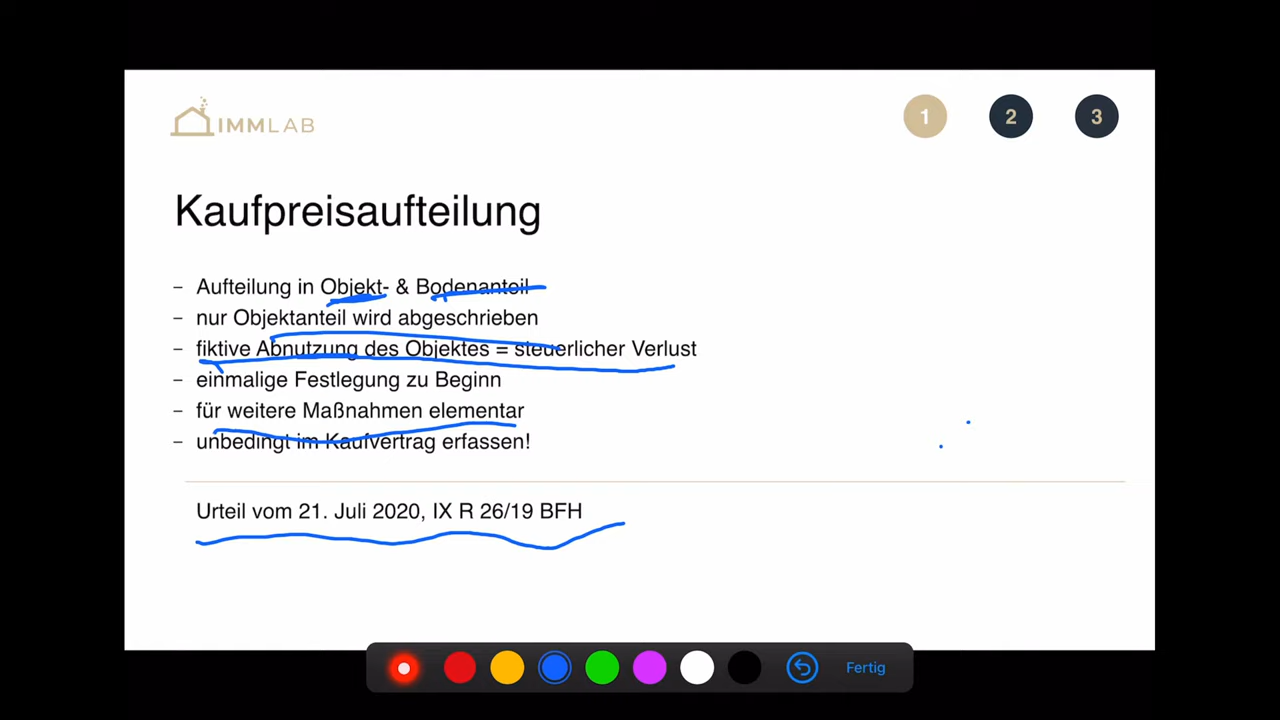 IMMLAB
1 2 3
Kaufpreisaufteilung
– Aufteilung in Objekt- & Bodenanteil
– nur Objektanteil wird abgeschrieben
– fiktive Abnutzung des Objektes = steuerlicher Verlust
– einmalige Festlegung zu Beginn
– für weitere Maßnahmen elementar
– unbedingt im Kaufvertrag erfassen!
Urteil vom 21. Juli 2020, IX R 26/19 BFH
Fertig